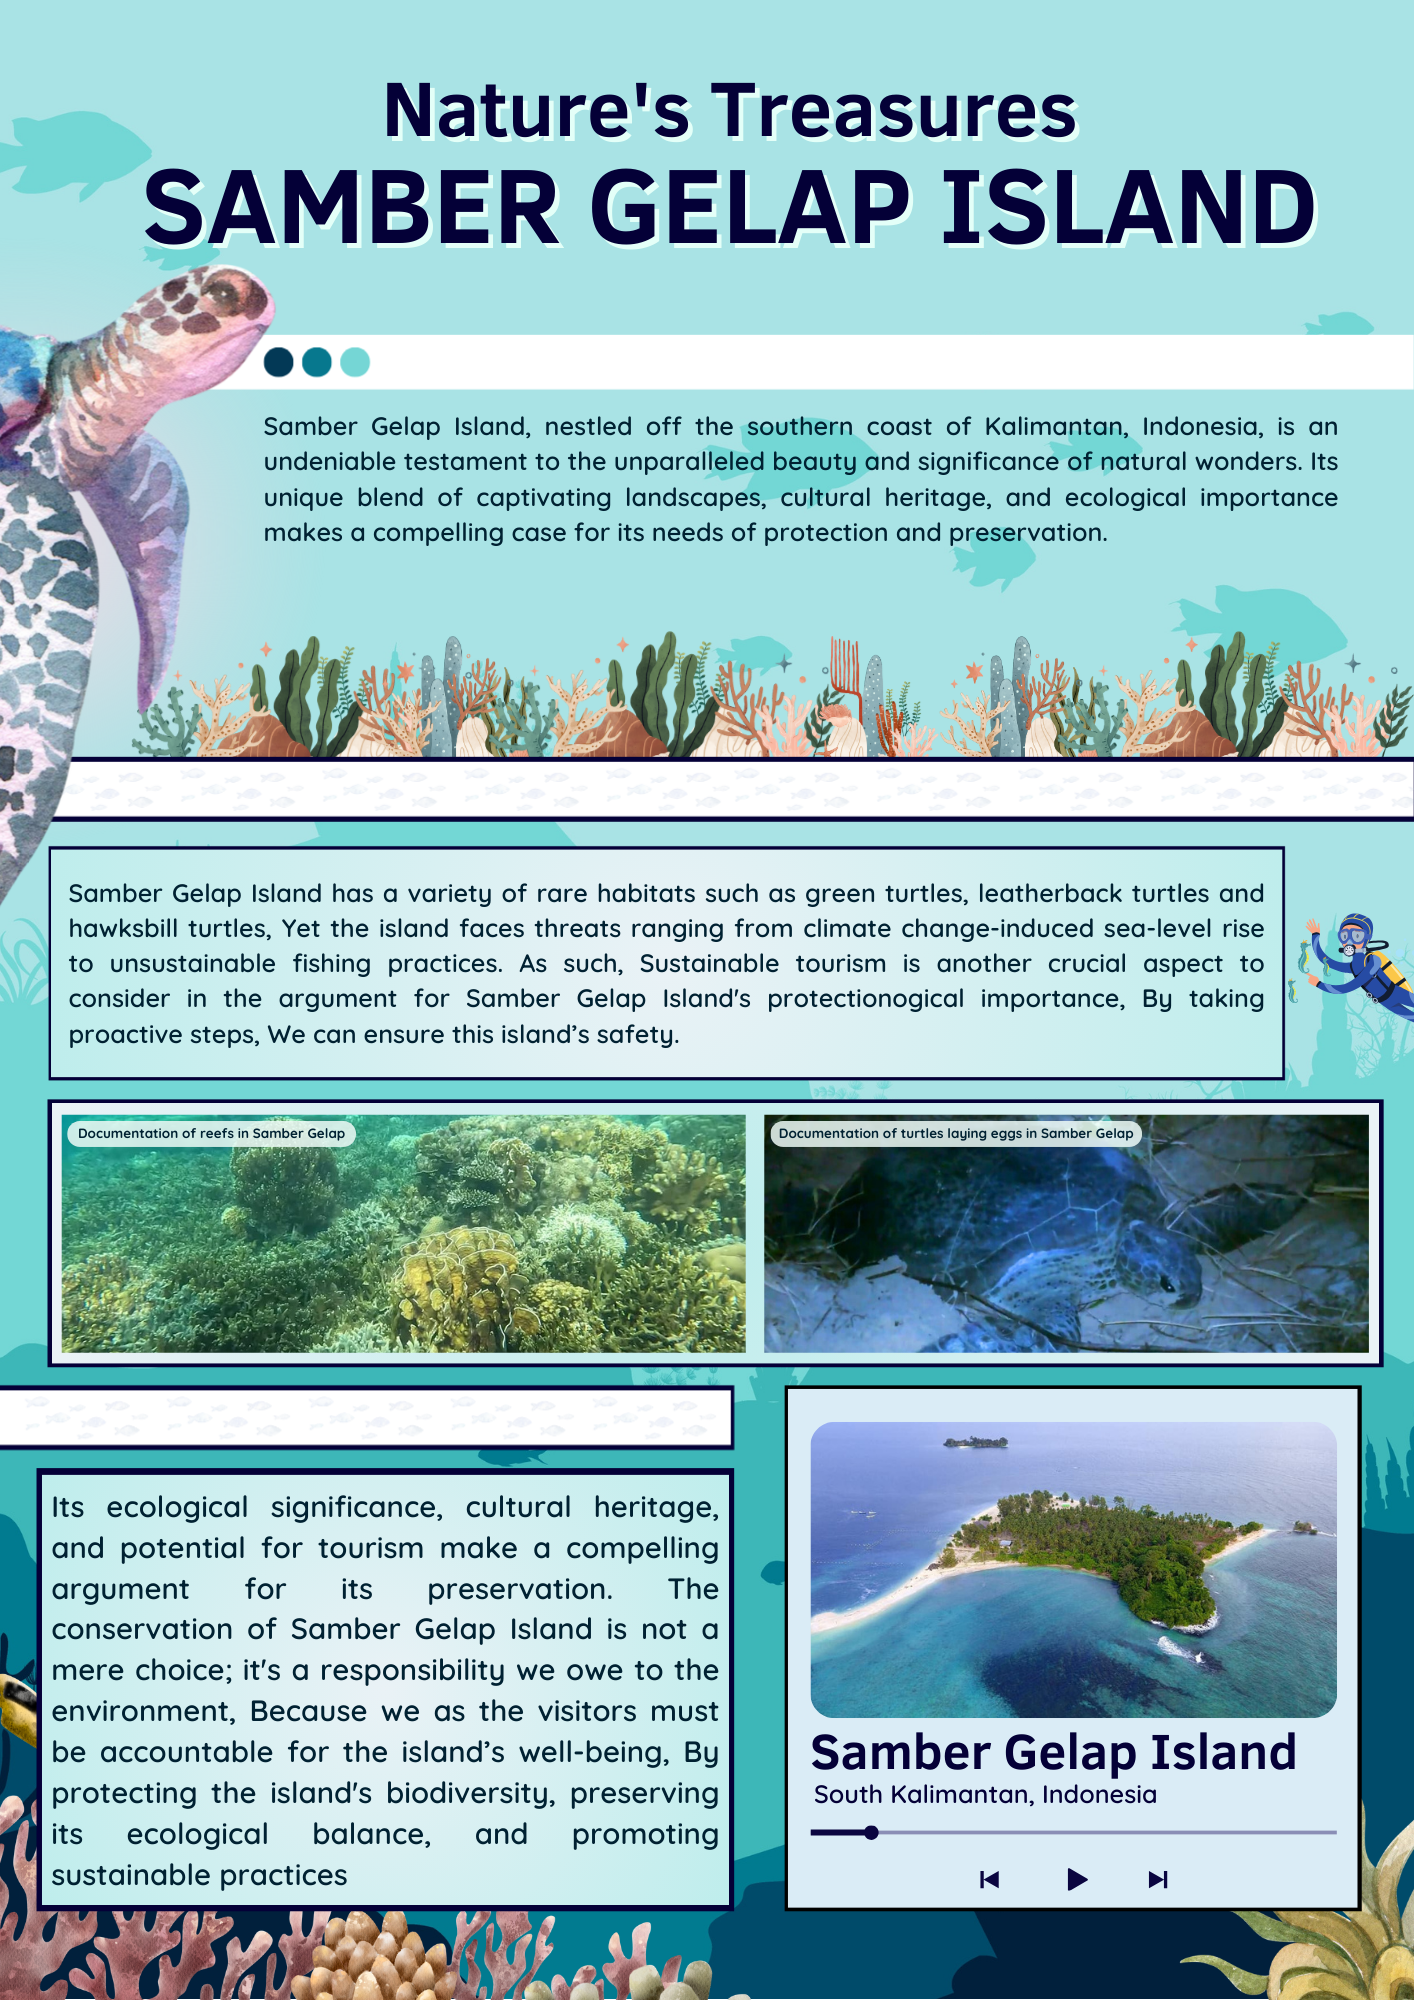 Nature's Treasures
SAMBER GELAP ISLAND
Samber Gelap Island, nestled off the southern coast of Kalimantan, Indonesia, is an
undeniable testament to the unparalleled beauty and significance of natural wonders. Its
unique blend of captivating landscapes, cultural heritage, and ecological importance
makes a compelling case for its needs of protection and preservation.
Samber Gelap Island has a variety of rare habitats such as green turtles, leatherback turtles and
hawksbill turtles, Yet the island faces threats ranging from climate change-induced sea-level rise
to unsustainable fishing practices. As such, Sustainable tourism is another crucial aspect to
consider in the argument for Samber Gelap Island's protectionogical importance, By taking
proactive steps, We can ensure this island’s safety.
Documentation of reefs in Samber Gelap
Documentation of turtles laying eggs in Samber Gelap
Its ecological significance, cultural heritage,
and potential for tourism make a compelling
argument for its preservation. The
conservation of Samber Gelap Island is not a
mere choice; it's a responsibility we owe to the
environment, Because we as the visitors must
be accountable for the island’s well-being, By
protecting the island's biodiversity, preserving
its ecological balance, and promoting
sustainable practices
Samber Gelap Island
South Kalimantan, Indonesia